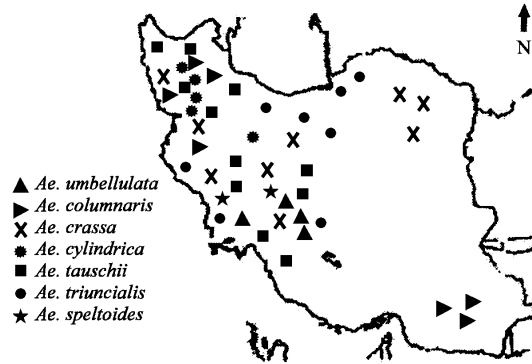 N
Ae. umbellulata
Ae. columnaris
Ae. crassa
Ae. cylindrica
Ae. tauschii
Ae. triuncialis
Ae. speltoides